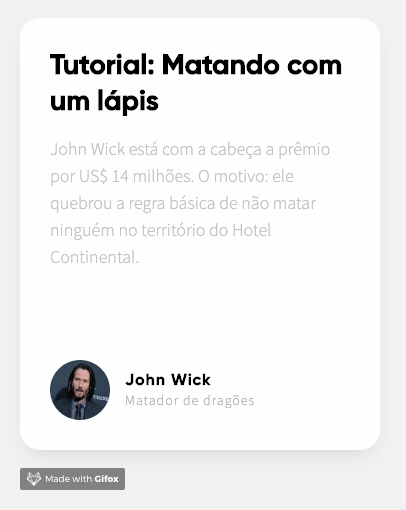 Tutorial: Matando com
um lápis
John Wick está com a cabeça a prêmio
por US$ 14 milhões. O motivo: ele
quebrou a regra básica de não matar
ninguém no território do Hotel
Continental.
John Wick
Matador de dragões
Made with Gifox